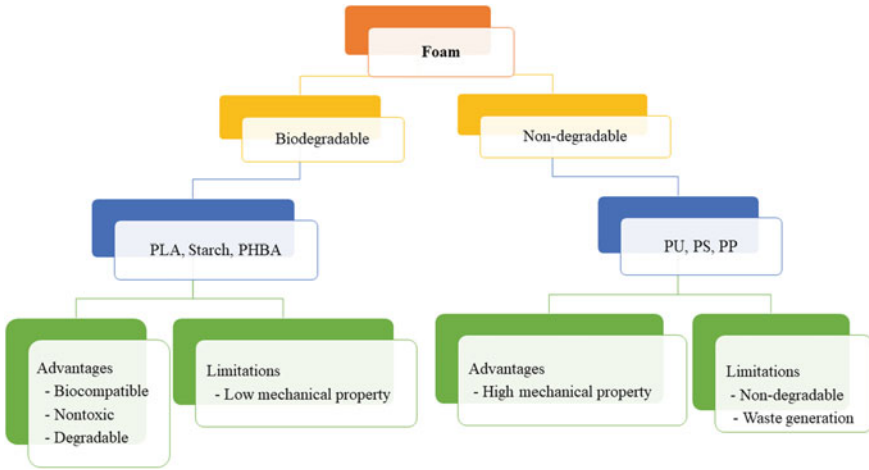 Foam
Biodegradable
Non-degradable
PLA, Starch, PHBA
PU, PS, PP
Advantages
- Biocompatible
- Nontoxic
- Degradable
Limitations
- Low mechanical property
Advantages
- High mechanical property
Limitations
- Non-degradable
- Waste generation